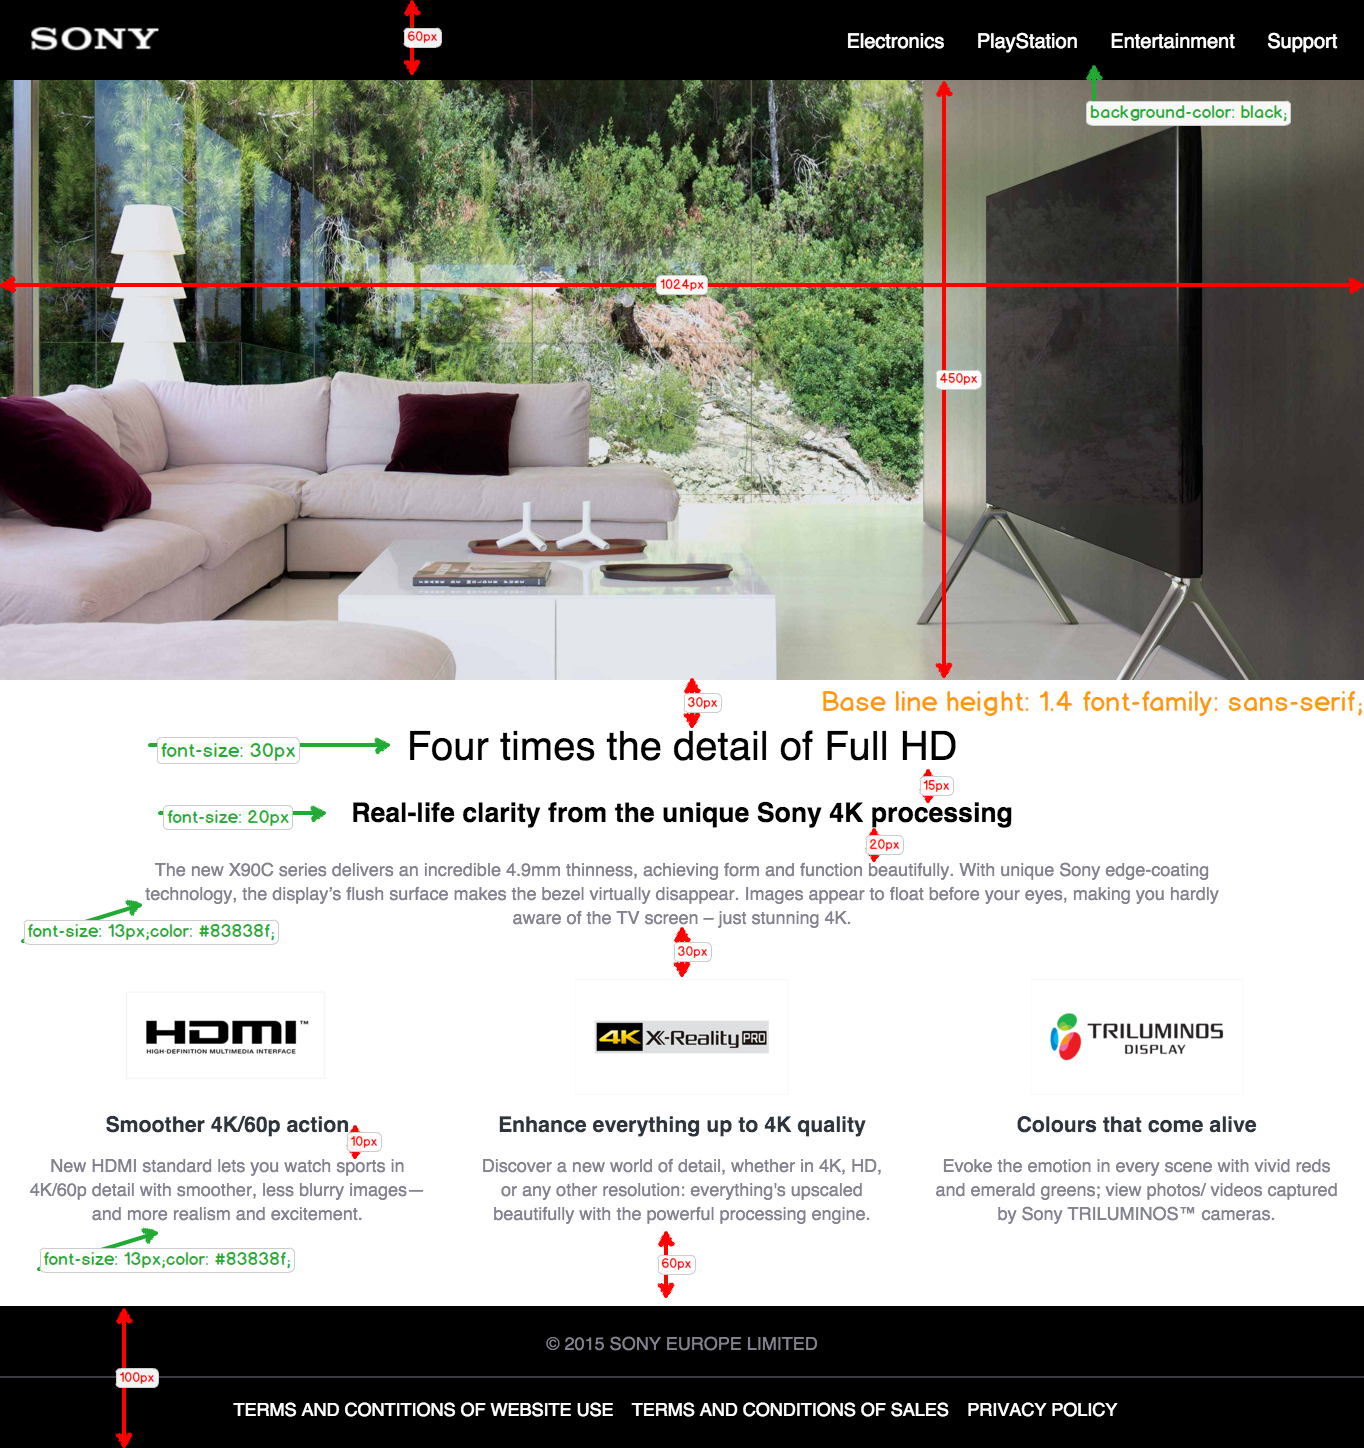 SONY
60px
Electronics PlayStation Entertainment Support
background-color: black;
1024px
450px
30px
Base line height: 1.4 font-family: sans-serif;
font-size: 30px
Four times the detail of Full HD
15px
font-size: 20px
Real-life clarity from the unique Sony 4K processing
20px
The new X90C series delivers an incredible 4.9mm thinness, achieving form and function beautifully. With unique Sony edge-coating
technology, the display’s flush surface makes the bezel virtually disappear. Images appear to float before your eyes, making you hardly
aware of the TV screen – just stunning 4K.
font-size: 13px;color: #83838f;
30px
HDMI™
HIGH-DEFINITION MULTIMEDIA INTERFACE
4K X-Reality PRO
TRILUMINOS
DISPLAY
Smoother 4K/60p action
10px
New HDMI standard lets you watch sports in
4K/60p detail with smoother, less blurry images—
and more realism and excitement.
font-size: 13px;color: #83838f;
Enhance everything up to 4K quality
Discover a new world of detail, whether in 4K, HD,
or any other resolution: everything's upscaled
beautifully with the powerful processing engine.
Colours that come alive
Evoke the emotion in every scene with vivid reds
and emerald greens; view photos/ videos captured
by Sony TRILUMINOS™ cameras.
60px
© 2015 SONY EUROPE LIMITED
100px
TERMS AND CONTITIONS OF WEBSITE USE TERMS AND CONDITIONS OF SALES PRIVACY POLICY